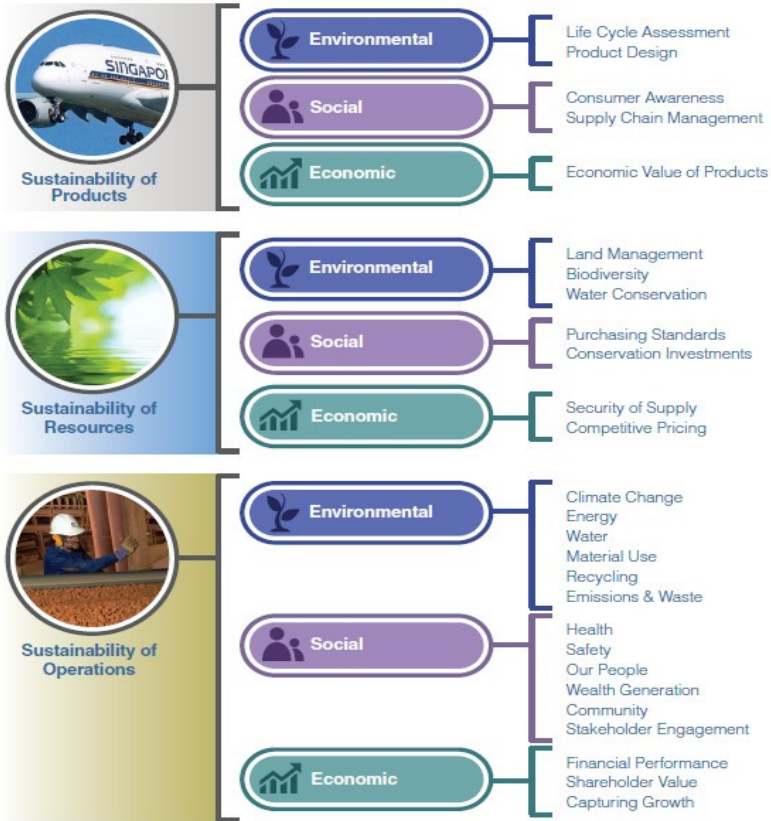 SINGAPOR
Sustainability of
Products
Environmental
Life Cycle Assessment
Product Design
Social
Consumer Awareness
Supply Chain Management
Economic
Economic Value of Products
Sustainability of
Resources
Environmental
Land Management
Biodiversity
Water Conservation
Social
Purchasing Standards
Conservation Investments
Economic
Security of Supply
Competitive Pricing
Sustainability of
Operations
Environmental
Climate Change
Energy
Water
Material Use
Recycling
Emissions & Waste
Social
Health
Safety
Our People
Wealth Generation
Community
Stakeholder Engagement
Economic
Financial Performance
Shareholder Value
Capturing Growth